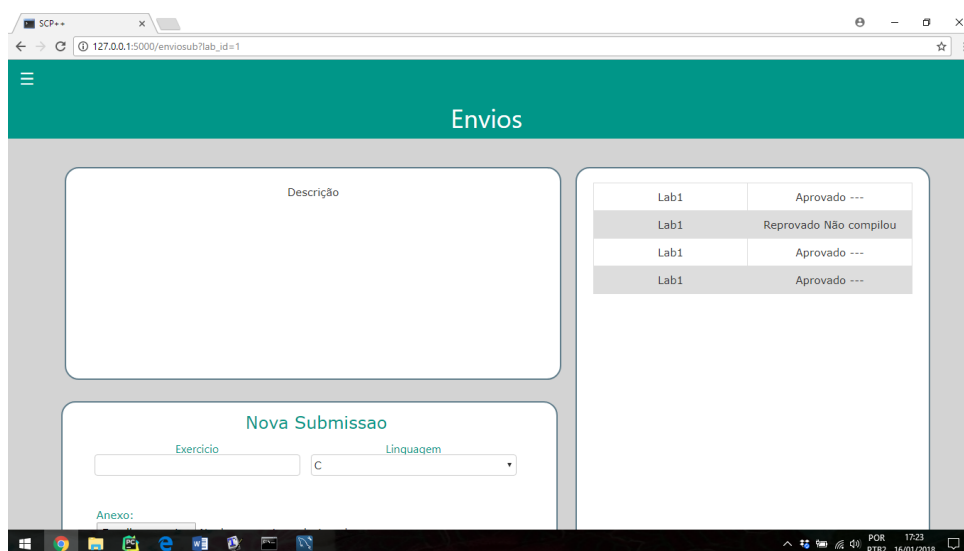 SCP++
127.0.0.1:5000/enviosub?lab_id=1
Envios
Descrição
Lab1 Aprovado ---
Lab1 Reprovado Não compilou
Lab1 Aprovado ---
Lab1 Aprovado ---
Nova Submissao
Exercicio Linguagem
C
Anexo:
POR 17:23
PTB2 16/01/2018